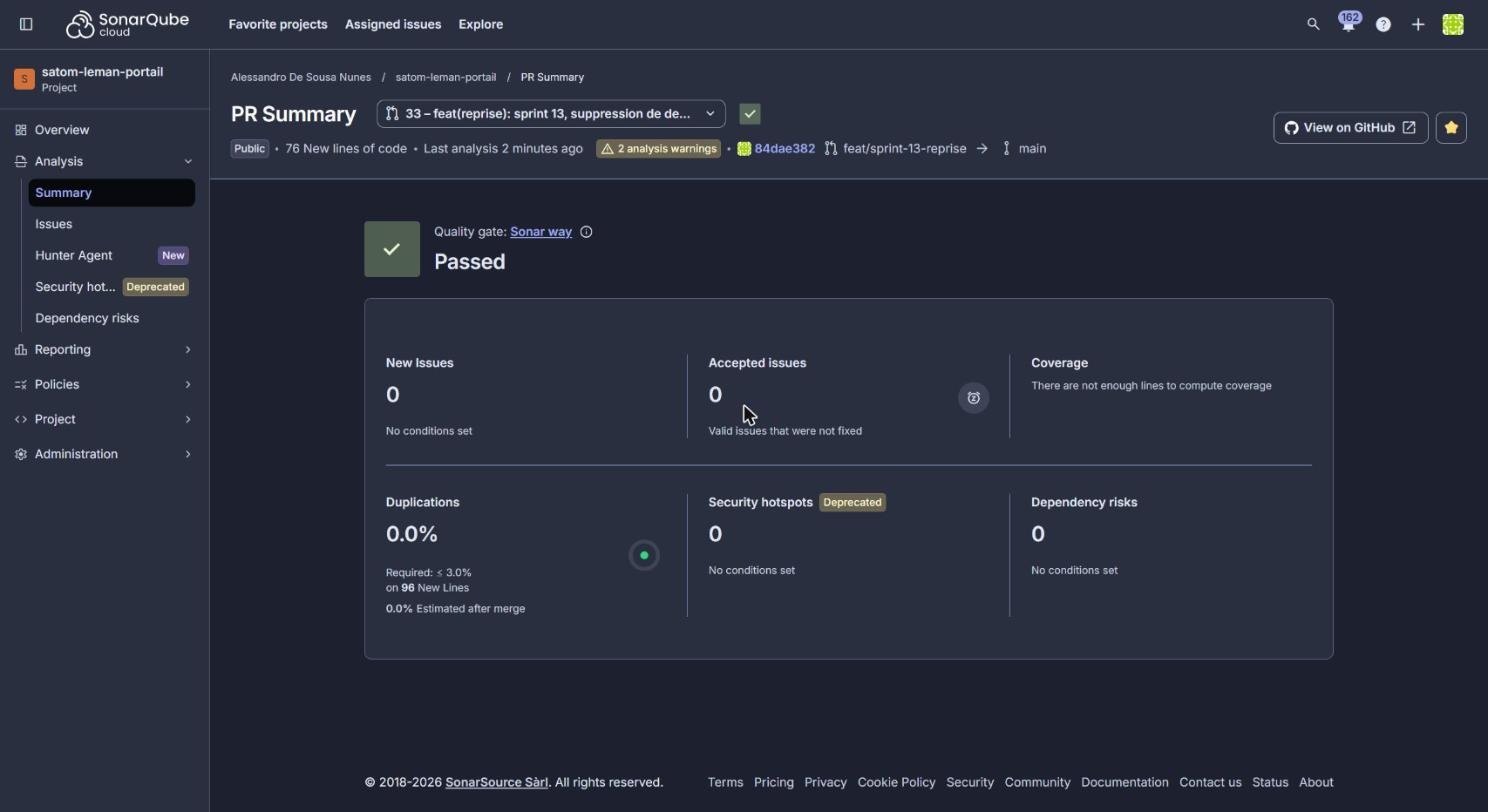 SonarQube cloud
Favorite projects
Assigned issues
Explore
162
S
satom-leman-portail
Project
Overview
Analysis
Summary
Issues
Hunter Agent New
Security hot... Deprecated
Dependency risks
Reporting
Policies
Project
Administration
Alessandro De Sousa Nunes / satom-leman-portail / PR Summary
PR Summary
33 – feat(reprise): sprint 13, suppression de de...
View on GitHub
Public • 76 New lines of code • Last analysis 2 minutes ago 2 analysis warnings • 84dae382 feat/sprint-13-reprise → main
Quality gate: Sonar way
Passed
New Issues
0
No conditions set
Accepted issues
0
Valid issues that were not fixed
Coverage
There are not enough lines to compute coverage
Duplications
0.0%
Required: ≤ 3.0%
on 96 New Lines
0.0% Estimated after merge
Security hotspots Deprecated
0
No conditions set
Dependency risks
0
No conditions set
© 2018-2026 SonarSource Sàrl. All rights reserved.
Terms Pricing Privacy Cookie Policy Security Community Documentation Contact us Status About